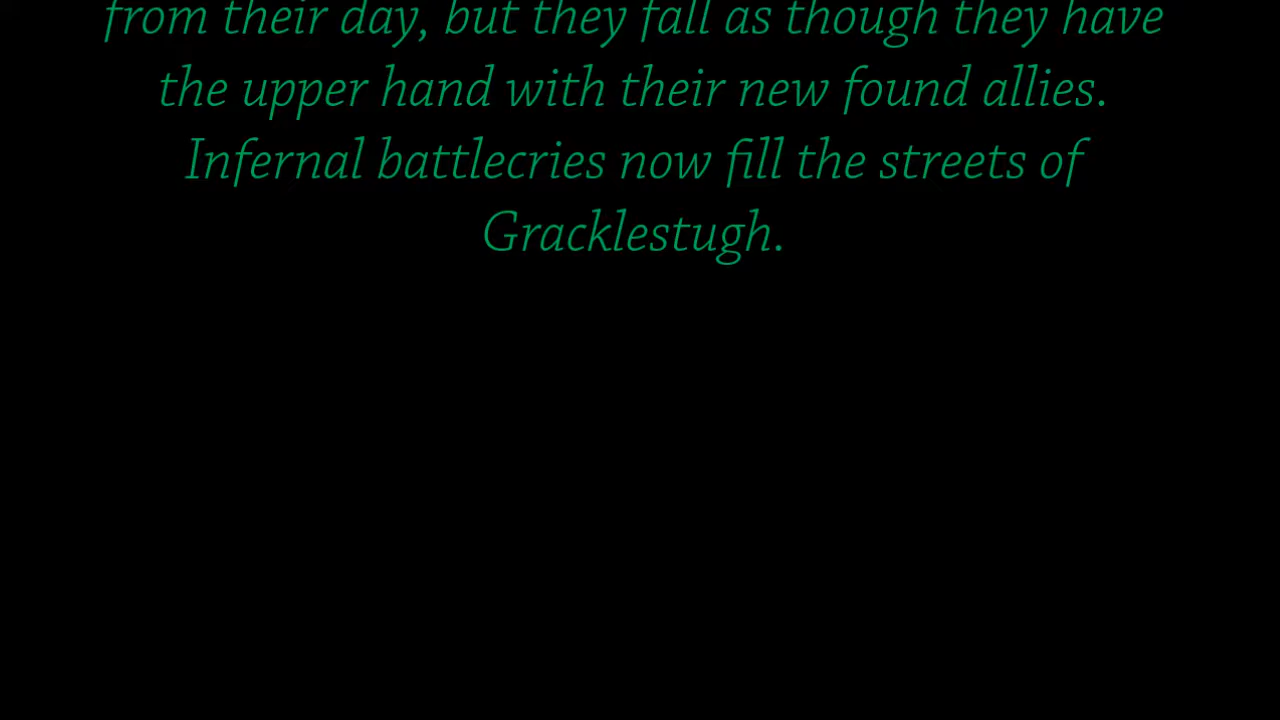 from their day, but they fall as though they have
the upper hand with their new found allies.
Infernal battlecries now fill the streets of
Gracklestugh.